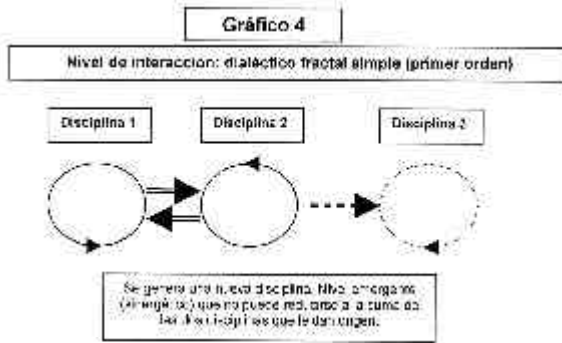 Gráfico 4
Nivel de interaccion: dialéctico fractal simple (primer orden)
Disciplina 1
Disciplina 2
Disciplina 3
Se genera una nueva disciplina. Nivel emergente
(sinergético) que no puede reducirse a la suma de
las dos disciplinas que le dan origen.